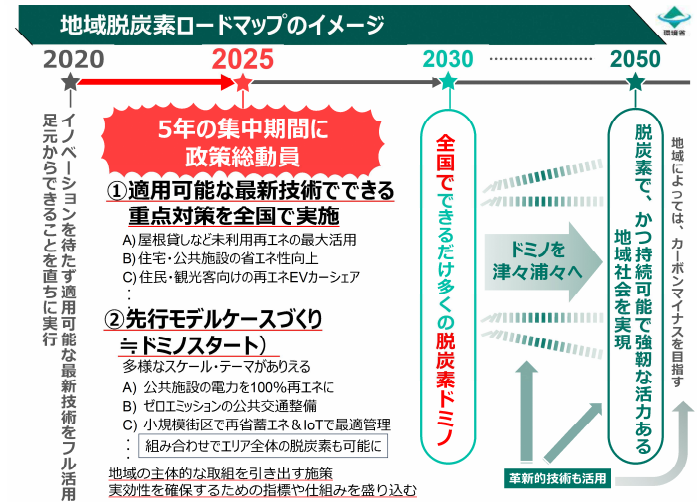 地域脱炭素ロードマップのイメージ
環境省
2020
2025
2030
2050
イノベーションを待たず適用可能な最新技術をフル活用
足元からできることを直ちに実行
5年の集中期間に
政策総動員
①適用可能な最新技術でできる
重点対策を全国で実施
A)屋根貸しなど未利用再エネの最大活用
B)住宅・公共施設の省エネ性向上
C)住民・観光客向けの再エネEVカーシェア
:
②先行モデルケースづくり
≒ドミノスタート）
多様なスケール・テーマがありえる
A) 公共施設の電力を100%再エネに
B) ゼロエミッションの公共交通整備
C) 小規模街区で再省蓄エネ＆IoTで最適管理
:
組み合わせでエリア全体の脱炭素も可能に
地域の主体的な取組を引き出す施策
実効性を確保するための指標や仕組みを盛り込む
全国でできるだけ多くの脱炭素ドミノ
ドミノを
津々浦々へ
革新的技術も活用
脱炭素で、かつ持続可能で強靭な活力ある
地域社会を実現
地域によっては、カーボンマイナスを目指す